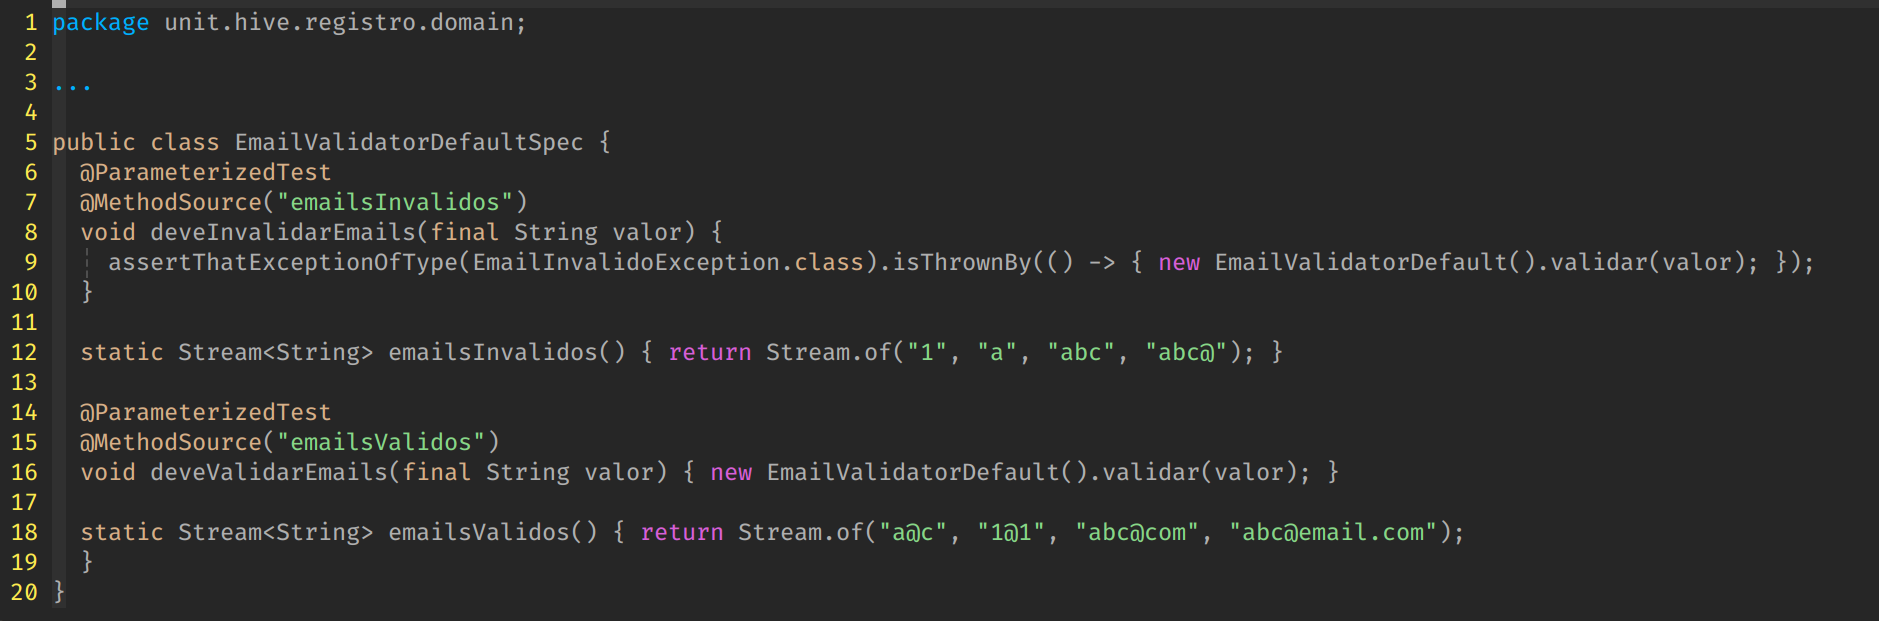 1 package unit.hive.registro.domain;
2
3 ...
4
5 public class EmailValidatorDefaultSpec {
6   @ParameterizedTest
7   @MethodSource("emailsInvalidos")
8   void deveInvalidarEmails(final String valor) {
9     assertThatExceptionOfType(EmailInvalidoException.class).isThrownBy(() -> { new EmailValidatorDefault().validar(valor); });
10   }
11
12   static Stream<String> emailsInvalidos() { return Stream.of("1", "a", "abc", "abc@"); }
13
14   @ParameterizedTest
15   @MethodSource("emailsValidos")
16   void deveValidarEmails(final String valor) { new EmailValidatorDefault().validar(valor); }
17
18   static Stream<String> emailsValidos() { return Stream.of("a@c", "1@1", "abc@com", "abc@email.com");
19   }
20 }